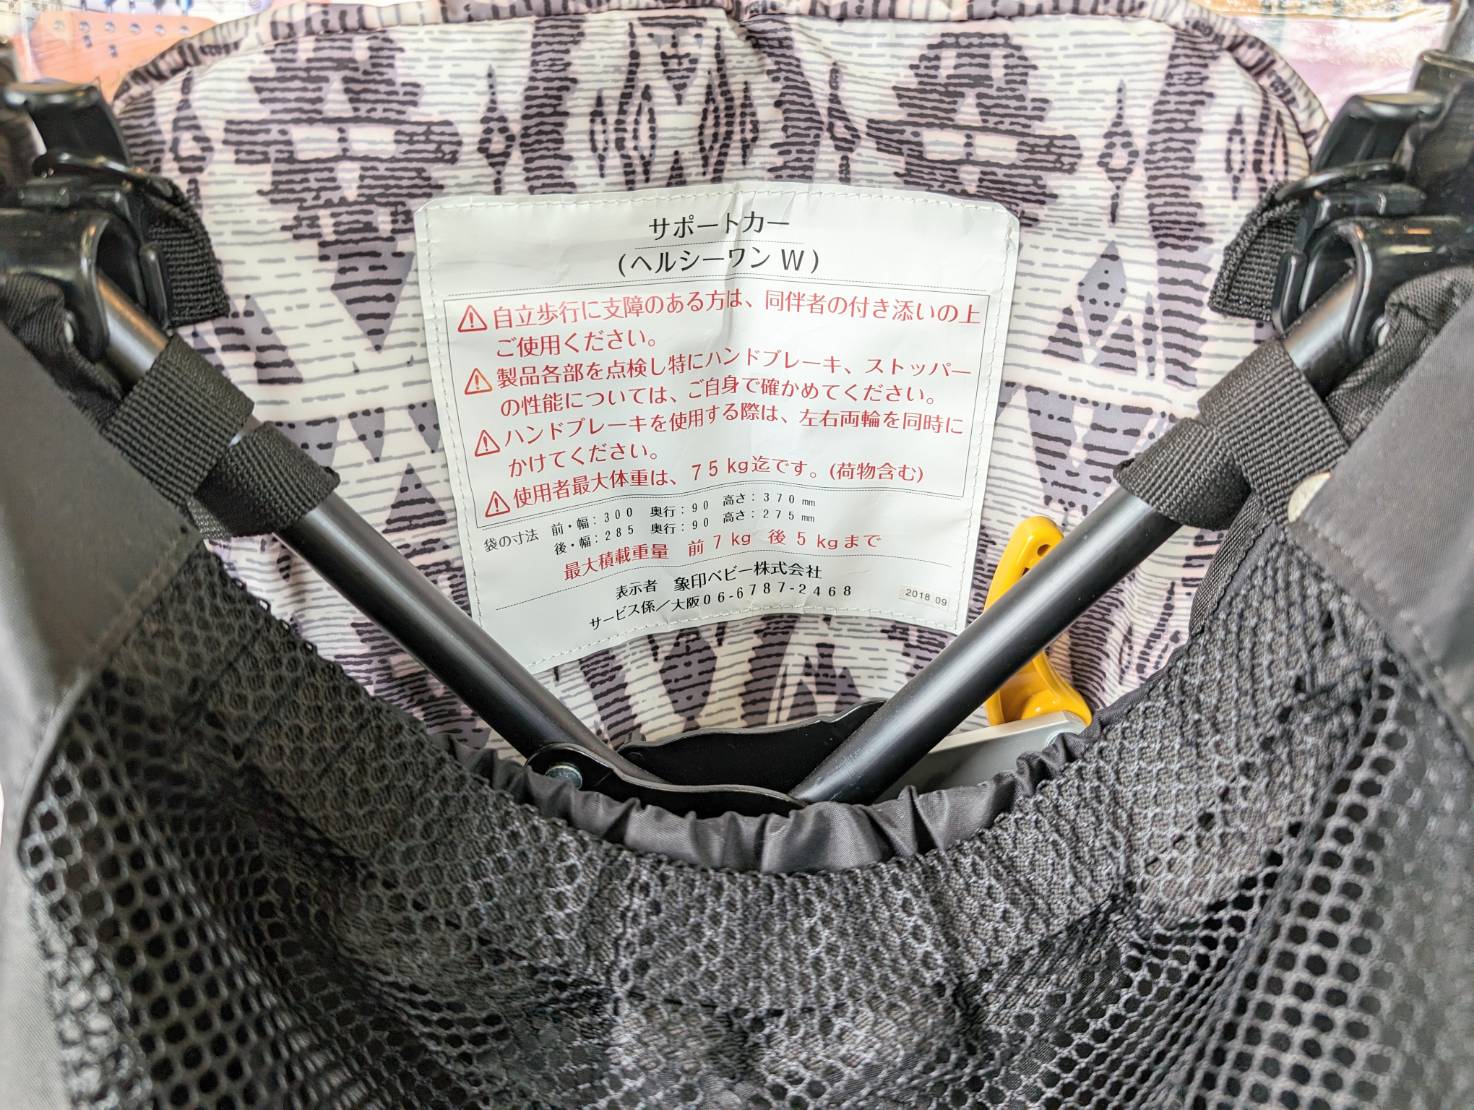 サポートカー
(ヘルシーワン W)
自立歩行に支障のある方は、同伴者の付き添いの上
ご使用ください。
製品各部を点検し特にハンドブレーキ、ストッパー
の性能については、ご自身で確かめてください。
ハンドブレーキを使用する際は、左右両輪を同時に
かけてください。
使用者最大体重は、75kg迄です。(荷物含む)
袋の寸法 前・幅:300 奥行:90 高さ:370mm
後・幅:285 奥行:90 高さ:275mm
最大積載重量 前7kg 後5kgまで
表示者 象印ベビー株式会社
サービス係/大阪06-6787-2468
2018 09